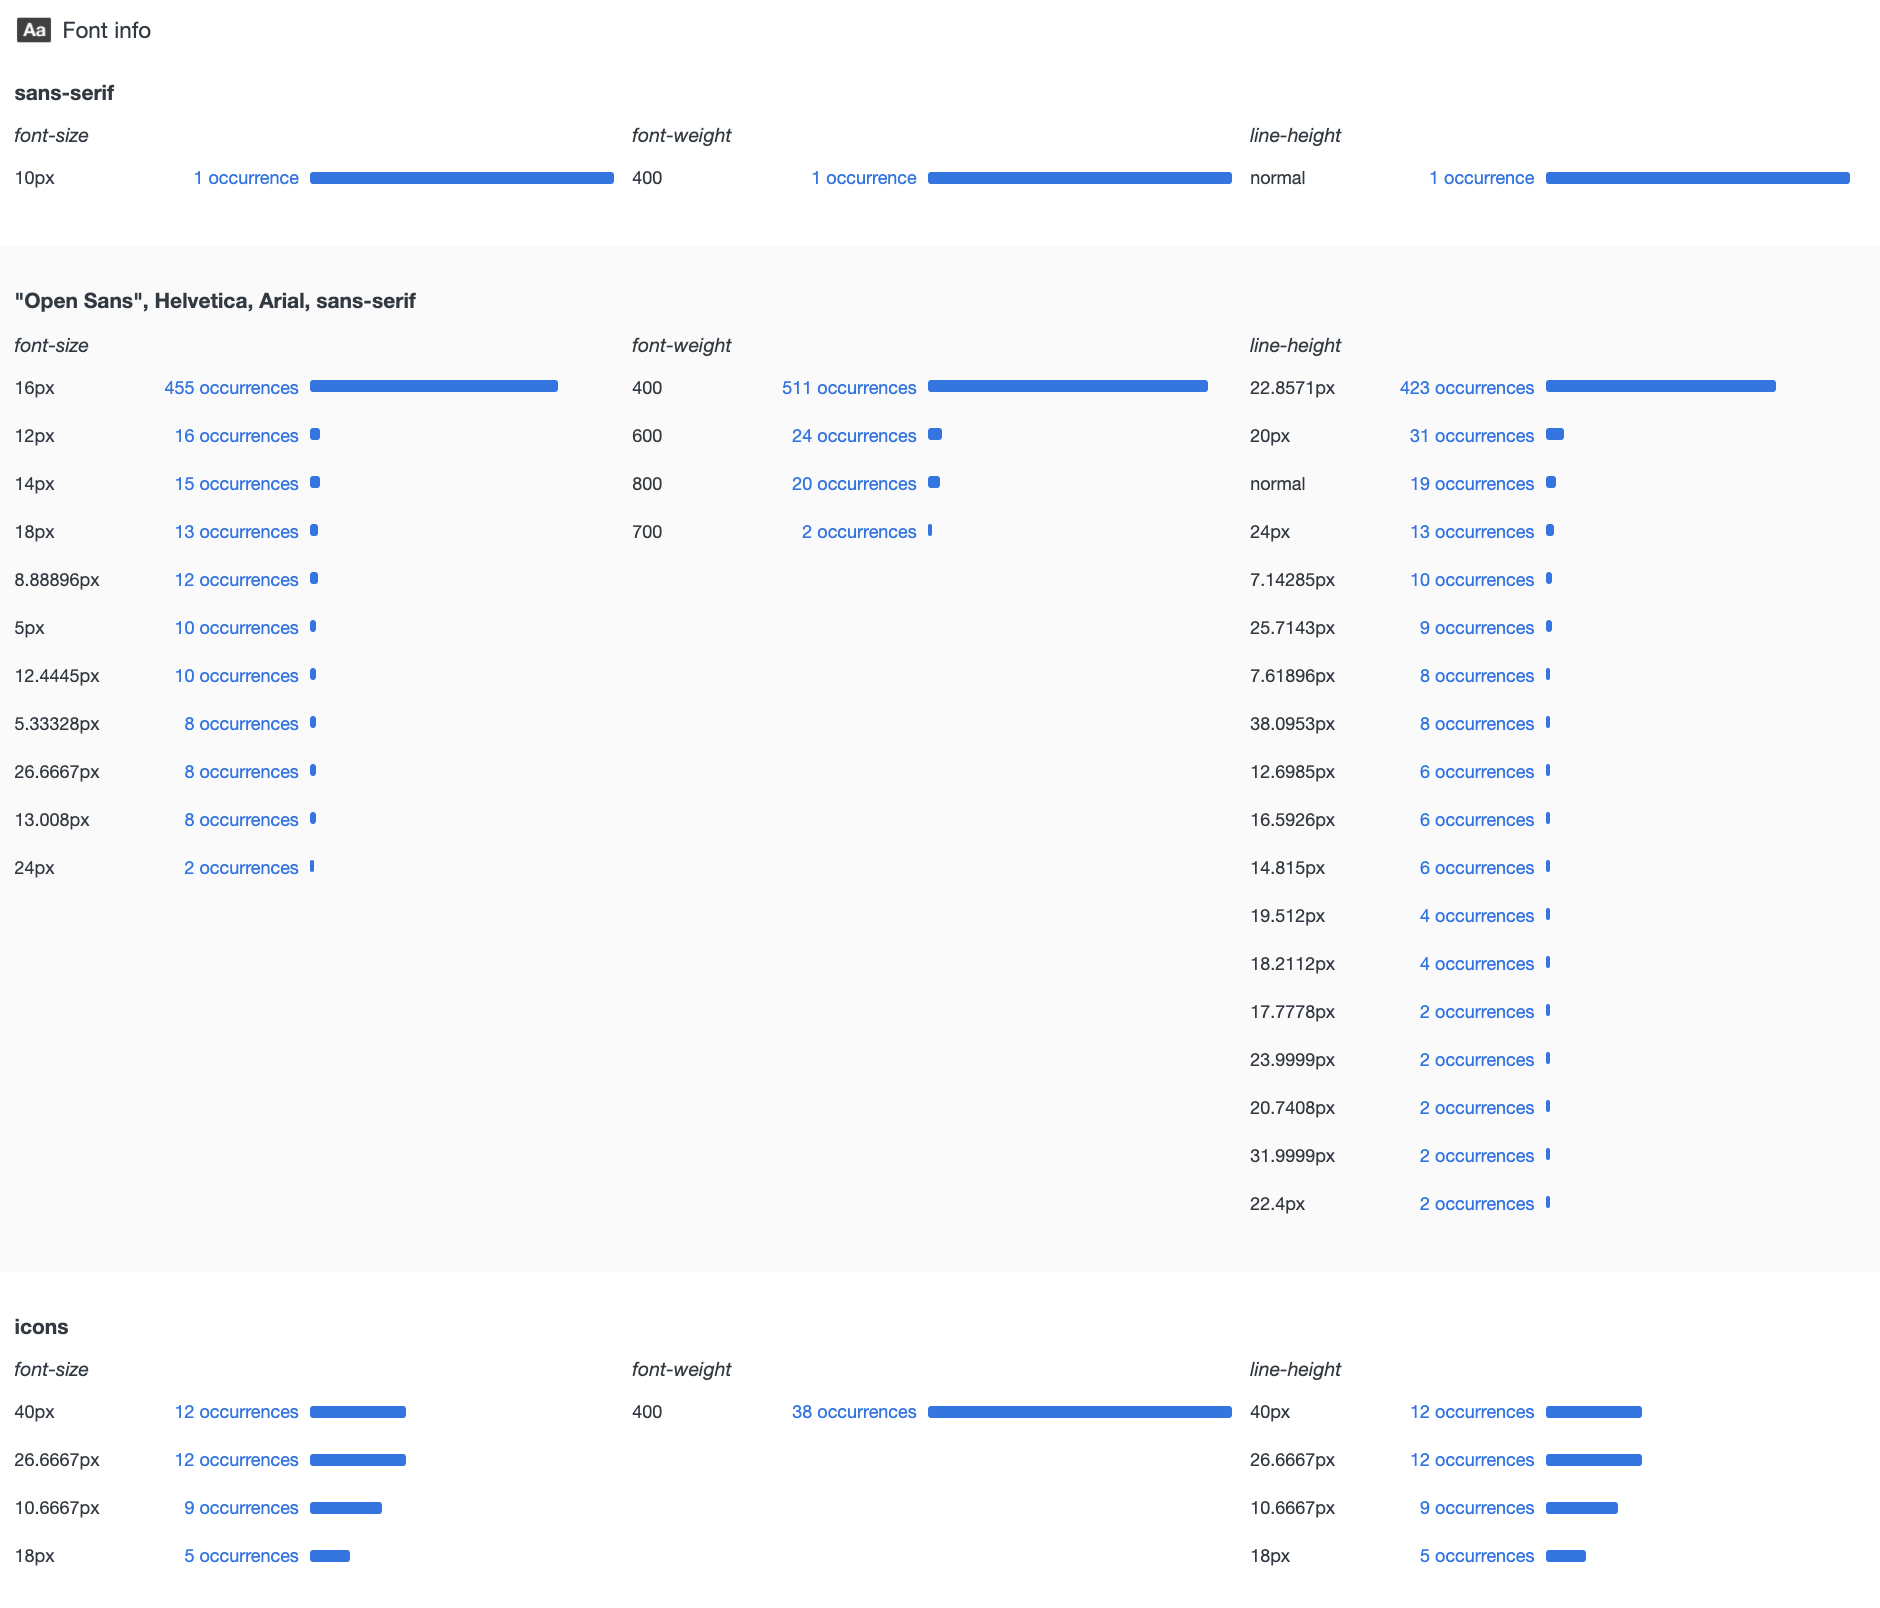 Aa Font info
sans-serif
font-size font-weight line-height
10px 1 occurrence 400 1 occurrence normal 1 occurrence
"Open Sans", Helvetica, Arial, sans-serif
font-size font-weight line-height
16px 455 occurrences 400 511 occurrences 22.8571px 423 occurrences
12px 16 occurrences 600 24 occurrences 20px 31 occurrences
14px 15 occurrences 800 20 occurrences normal 19 occurrences
18px 13 occurrences 700 2 occurrences 24px 13 occurrences
8.88896px 12 occurrences 7.14285px 10 occurrences
5px 10 occurrences 25.7143px 9 occurrences
12.4445px 10 occurrences 7.61896px 8 occurrences
5.33328px 8 occurrences 38.0953px 8 occurrences
26.6667px 8 occurrences 12.6985px 6 occurrences
13.008px 8 occurrences 16.5926px 6 occurrences
24px 2 occurrences 14.815px 6 occurrences
19.512px 4 occurrences
18.2112px 4 occurrences
17.7778px 2 occurrences
23.9999px 2 occurrences
20.7408px 2 occurrences
31.9999px 2 occurrences
22.4px 2 occurrences
icons
font-size font-weight line-height
40px 12 occurrences 400 38 occurrences 40px 12 occurrences
26.6667px 12 occurrences 26.6667px 12 occurrences
10.6667px 9 occurrences 10.6667px 9 occurrences
18px 5 occurrences 18px 5 occurrences